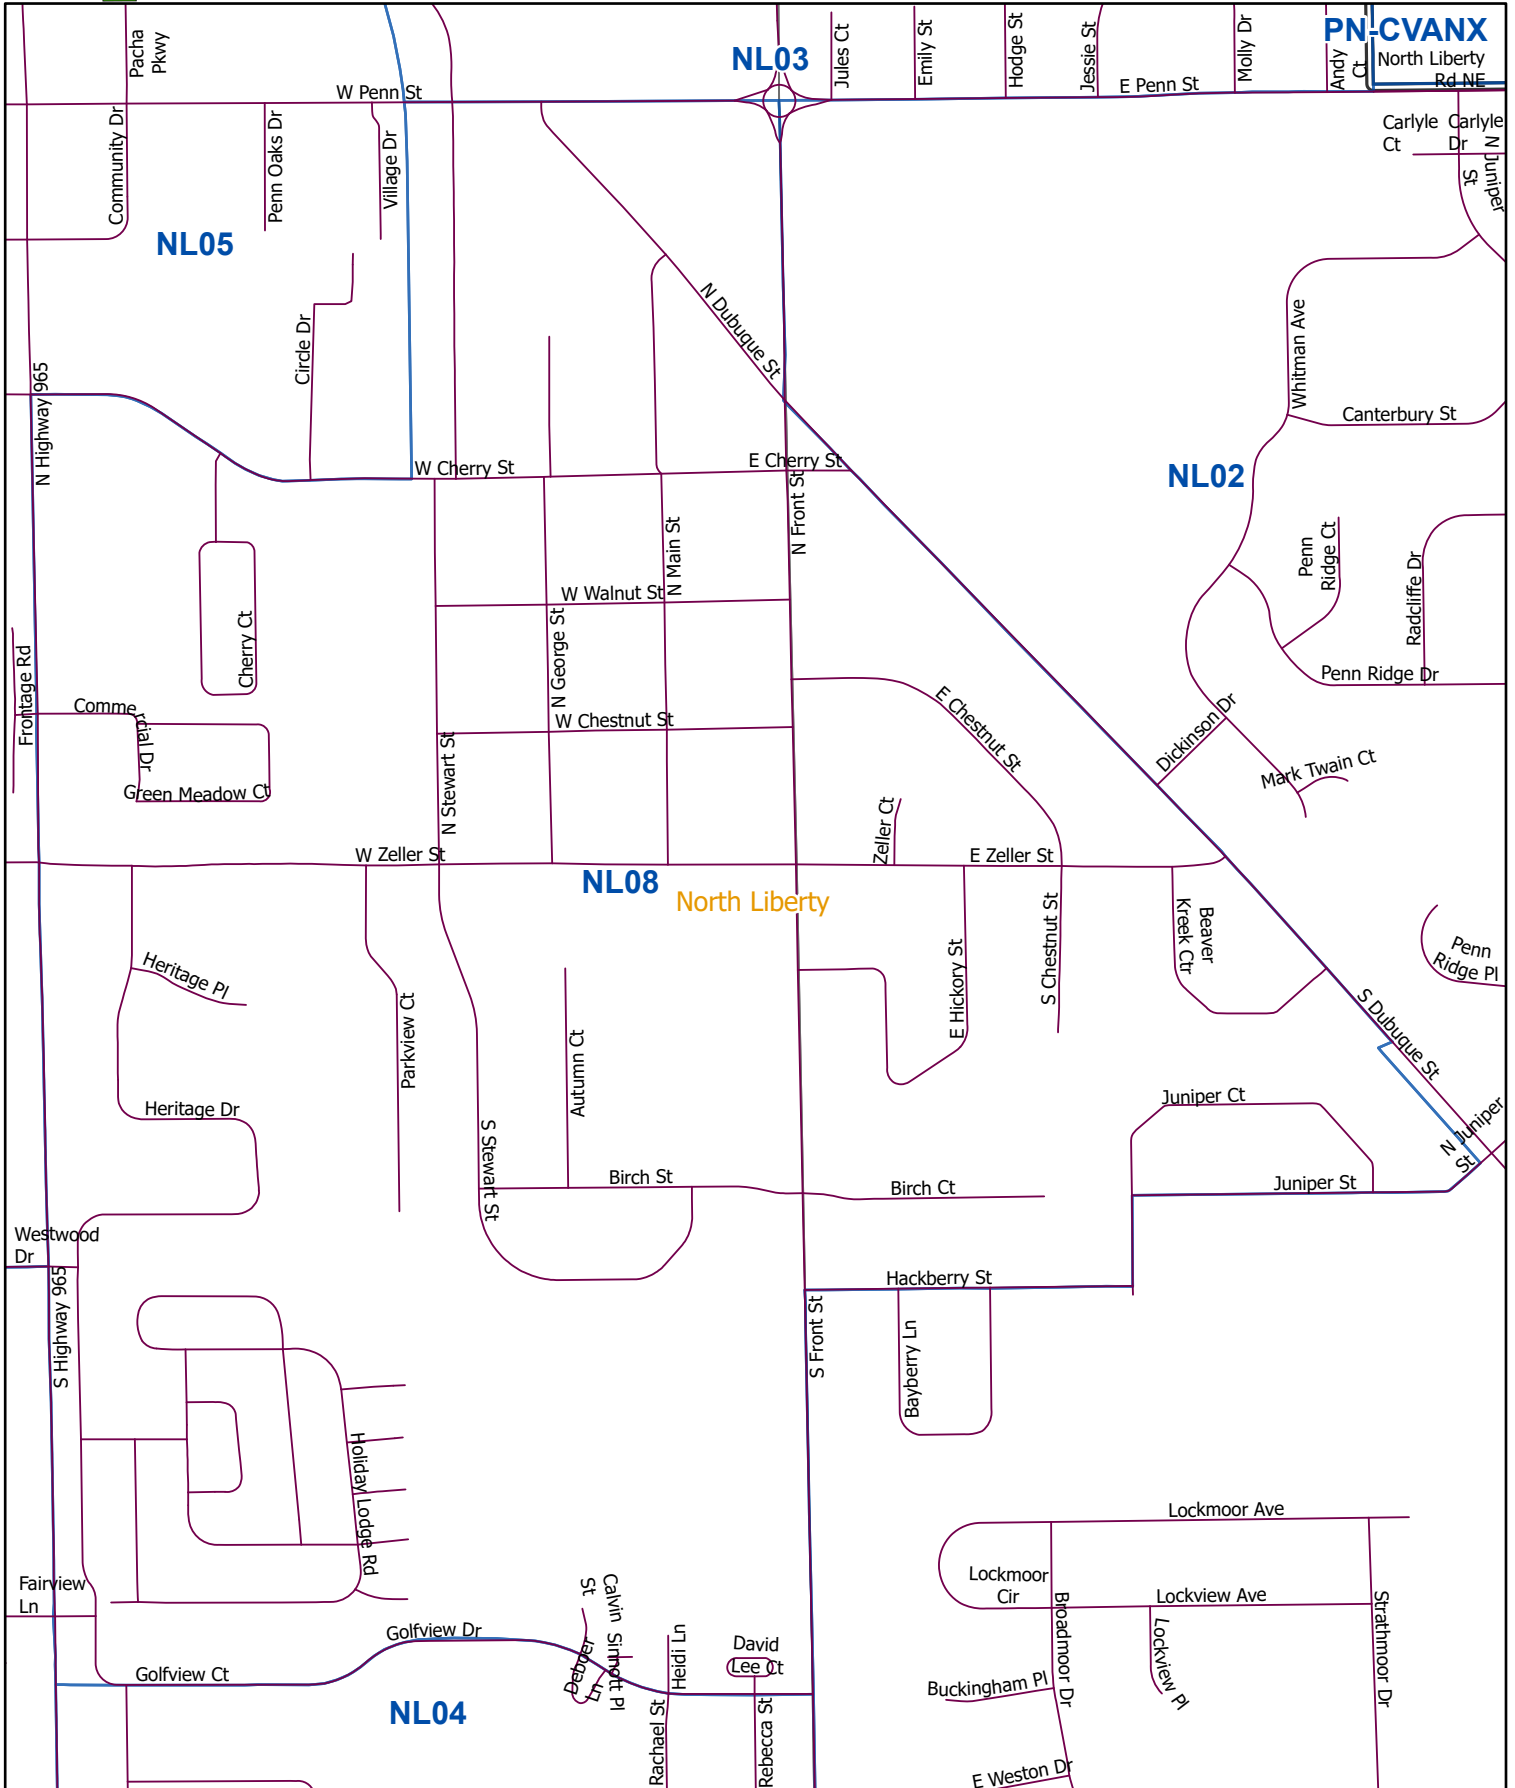 Pacha
Pkwy
NL03
Jules Ct
Emily St
Hodge St
Jessie St
Molly Dr
Andy
Ct
PN-CVANX
North Liberty
Rd NE
W Penn St
E Penn St
Community Dr
Penn Oaks Dr
Village Dr
Carlyle
Ct
Carlyle
Dr
N Juniper
St
NL05
N Dubuque St
Circle Dr
Whitman Ave
N Highway 965
Canterbury St
W Cherry St
E Cherry St
NL02
N Front St
N Main St
Penn
Ridge Ct
Radcliffe Dr
W Walnut St
Cherry Ct
N George St
Frontage Rd
Penn Ridge Dr
Commercial Dr
W Chestnut St
E Chestnut St
Dickinson Dr
Mark Twain Ct
Green Meadow Ct
N Stewart St
Zeller Ct
W Zeller St
E Zeller St
NL08
North Liberty
Beaver
Kreek Ctr
S Chestnut St
E Hickory St
Penn
Ridge Pl
Heritage Pl
Parkview Ct
Autumn Ct
S Dubuque St
Heritage Dr
Juniper Ct
N Juniper
St
S Stewart St
Birch St
Birch Ct
Juniper St
Westwood
Dr
Hackberry St
S Highway 965
S Front St
Bayberry Ln
Holiday Lodge Rd
Lockmoor Ave
Lockmoor
Cir
Lockview Ave
Fairview
Ln
Broadmoor Dr
Lockview Pl
Strathmoor Dr
Golfview Dr
Calvin
St
Deboer
Ln
Sinnott Pl
Heidi Ln
David
Lee Ct
Golfview Ct
Buckingham Pl
NL04
Rachael St
Rebecca St
E Weston Dr